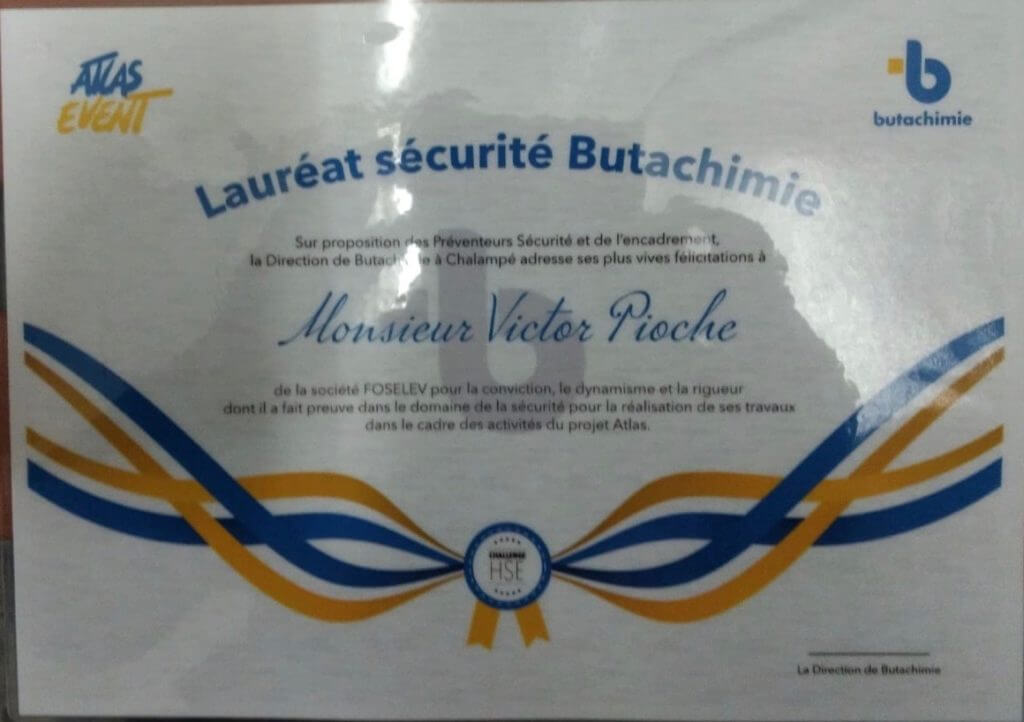 ATLAS
EVENT
butachimie
Lauréat sécurité Butachimie
Sur proposition des Préventeurs Sécurité et de l'encadrement,
la Direction de Butachimie à Chalampé adresse ses plus vives félicitations à
Monsieur Victor Pioche
de la société FOSELEV pour la conviction, le dynamisme et la rigueur
dont il a fait preuve dans le domaine de la sécurité pour la réalisation de ses travaux
dans le cadre des activités du projet Atlas.
CHALLENGE
HSE
La Direction de Butachimie